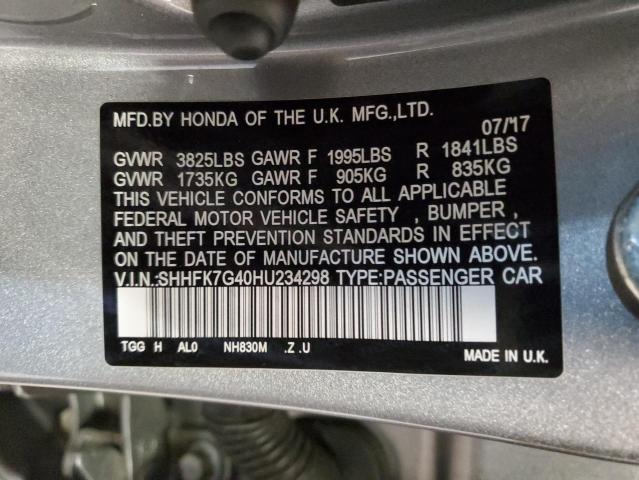 MFD.BY HONDA OF THE U.K. MFG.,LTD. 07/'17
GVWR 3825LBS GAWR F 1995LBS R 1841LBS
GVWR 1735KG GAWR F 905KG R 835KG
THIS VEHICLE CONFORMS TO ALL APPLICABLE
FEDERAL MOTOR VEHICLE SAFETY , BUMPER ,
AND THEFT PREVENTION STANDARDS IN EFFECT
ON THE DATE OF MANUFACTURE SHOWN ABOVE.
V.I.N.:SHHFK7G40HU234298 TYPE:PASSENGER CAR
TGG H AL0 NH830M .Z .U
MADE IN U.K.